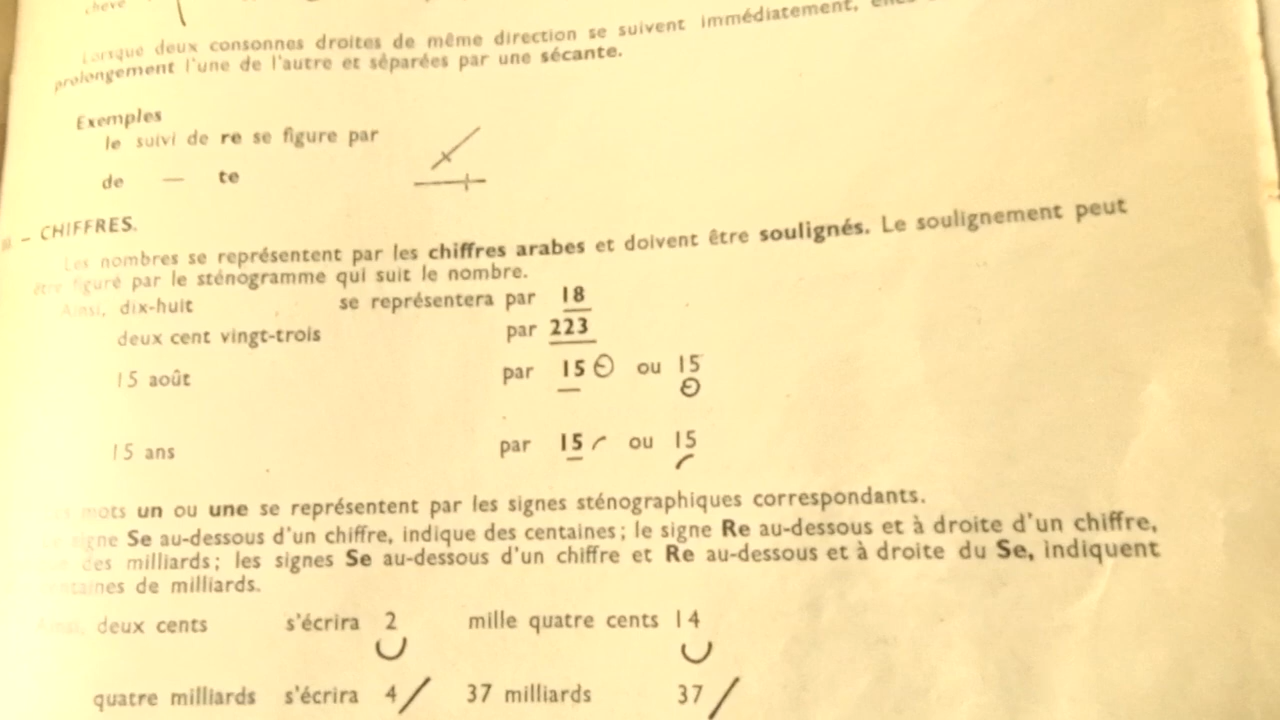 Lorsque deux consonnes droites de même direction se suivent immédiatement,
prolongement l'une de l'autre et séparées par une sécante.
Exemples
le suivi de re se figure par
de — te
– CHIFFRES.
Les nombres se représentent par les chiffres arabes et doivent être soulignés. Le soulignement peut
être figuré par le sténogramme qui suit le nombre.
Ainsi, dix-huit se représentera par 18
deux cent vingt-trois par 223
15 août par 15 ou 15
15 ans par 15 ou 15
mots un ou une se représentent par les signes sténographiques correspondants.
signe Se au-dessous d'un chiffre, indique des centaines; le signe Re au-dessous et à droite d'un chiffre,
des milliards; les signes Se au-dessous d'un chiffre et Re au-dessous et à droite du Se, indiquent
centaines de milliards.
Ainsi, deux cents s'écrira 2 mille quatre cents 14
quatre milliards s'écrira 4 37 milliards 37